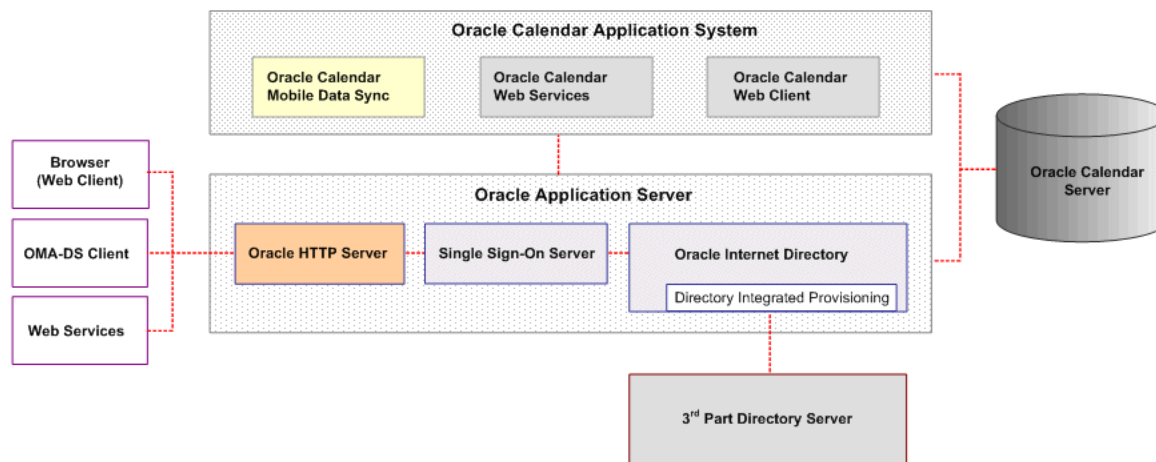 Oracle Calendar Application System
Oracle Calendar
Mobile Data Sync
Oracle Calendar
Web Services
Oracle Calendar
Web Client
Oracle Calendar
Server
Browser
(Web Client)
OMA-DS Client
Web Services
Oracle Application Server
Oracle HTTP Server
Single Sign-On Server
Oracle Internet Directory
Directory Integrated Provisioning
3rd Part Directory Server